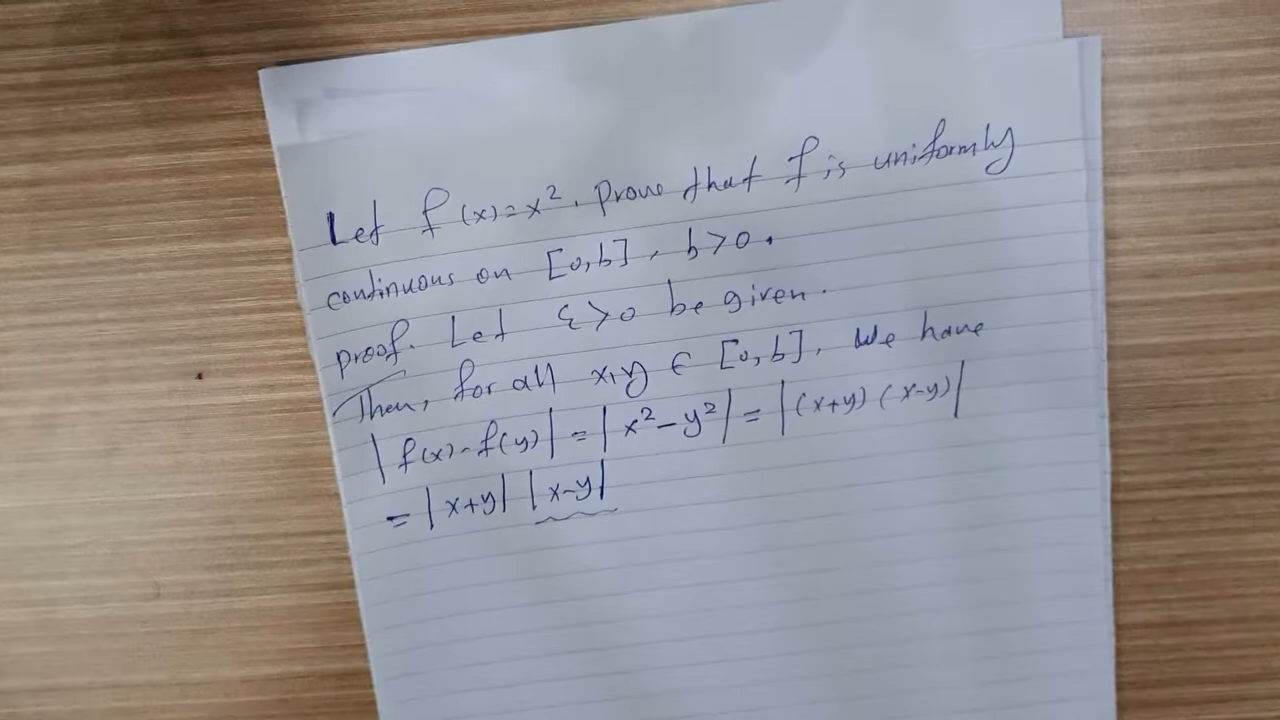 Let f(x)=x². Prove that f is uniformly
continuous on [0,b], b>0.
proof. Let ε>0 be given.
Then, for all x,y ∈ [0,b], We have
|f(x)-f(y)| = |x²-y²| = |(x+y)(x-y)|
= |x+y| |x-y|